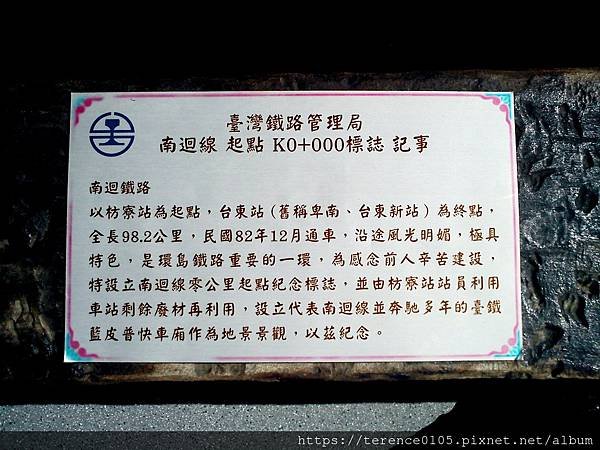 臺灣鐵路管理局
南迴線 起點 K0+000標誌 記事
南迴鐵路
以枋寮站為起點，台東站（舊稱卑南、台東新站）為終點，
全長98.2公里，民國82年12月通車，沿途風光明媚，極具
特色，是環島鐵路重要的一環，為感念前人辛苦建設，
特設立南迴線零公里起點紀念標誌，並由枋寮站站員利用
車站剩餘廢材再利用，設立代表南迴線並奔馳多年的臺鐵
藍皮普快車廂作為地景景觀，以茲紀念。
https://terence0105.pixnet.net/album